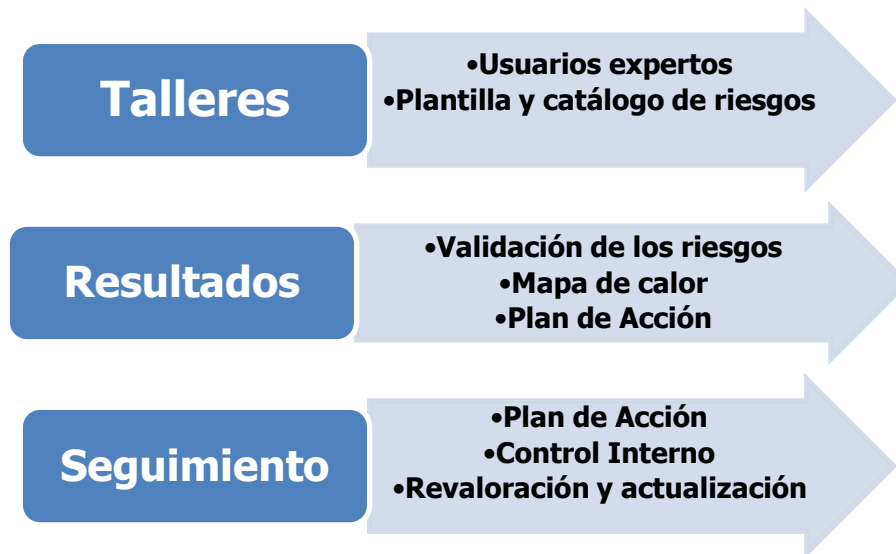 Talleres
•Usuarios expertos
•Plantilla y catálogo de riesgos
Resultados
•Validación de los riesgos
•Mapa de calor
•Plan de Acción
Seguimiento
•Plan de Acción
•Control Interno
•Revaloración y actualización